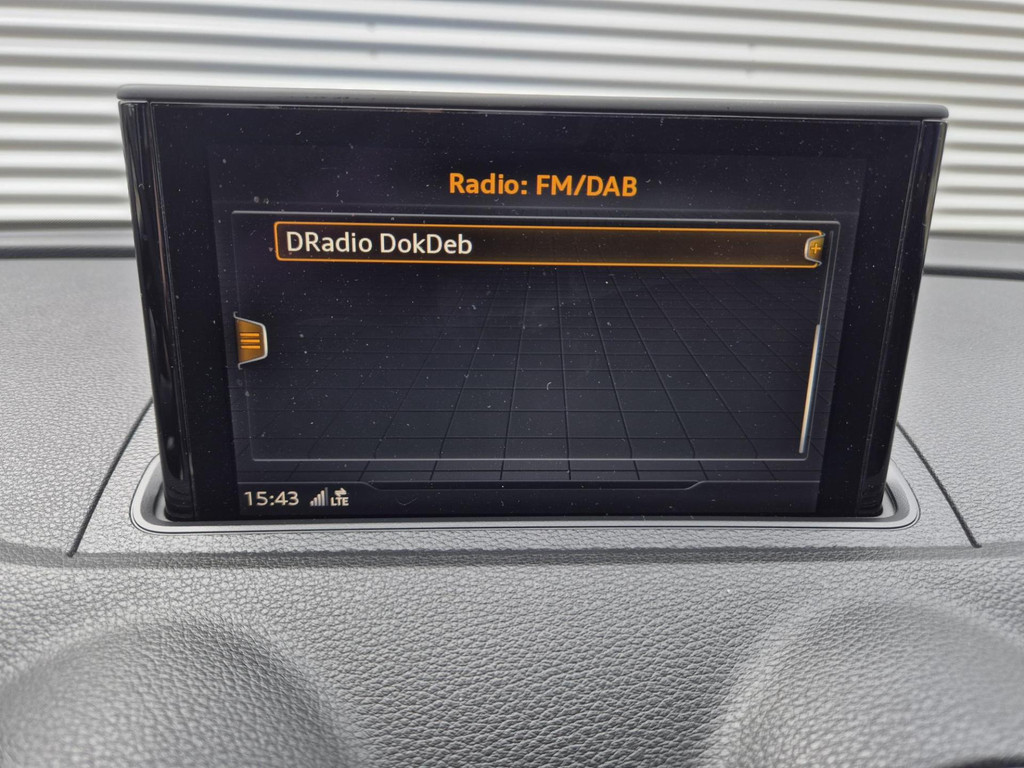 Radio: FM/DAB
DRadio DokDeb
15:43 LTE